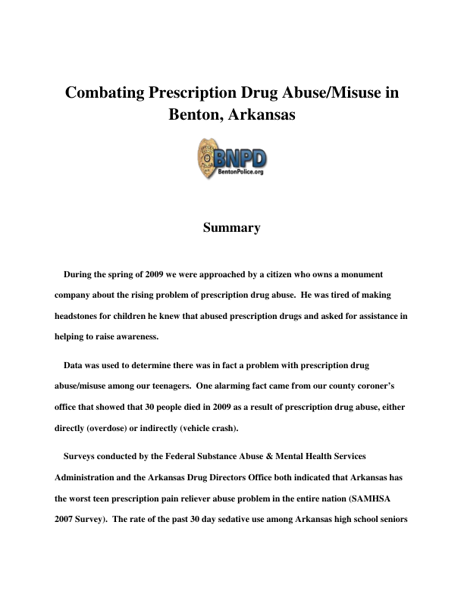 Combating Prescription Drug Abuse/Misuse in
Benton, Arkansas
BNPD
BentonPolice.org
Summary
During the spring of 2009 we were approached by a citizen who owns a monument
company about the rising problem of prescription drug abuse. He was tired of making
headstones for children he knew that abused prescription drugs and asked for assistance in
helping to raise awareness.
Data was used to determine there was in fact a problem with prescription drug
abuse/misuse among our teenagers. One alarming fact came from our county coroner's
office that showed that 30 people died in 2009 as a result of prescription drug abuse, either
directly (overdose) or indirectly (vehicle crash).
Surveys conducted by the Federal Substance Abuse & Mental Health Services
Administration and the Arkansas Drug Directors Office both indicated that Arkansas has
the worst teen prescription pain reliever abuse problem in the entire nation (SAMHSA
2007 Survey). The rate of the past 30 day sedative use among Arkansas high school seniors